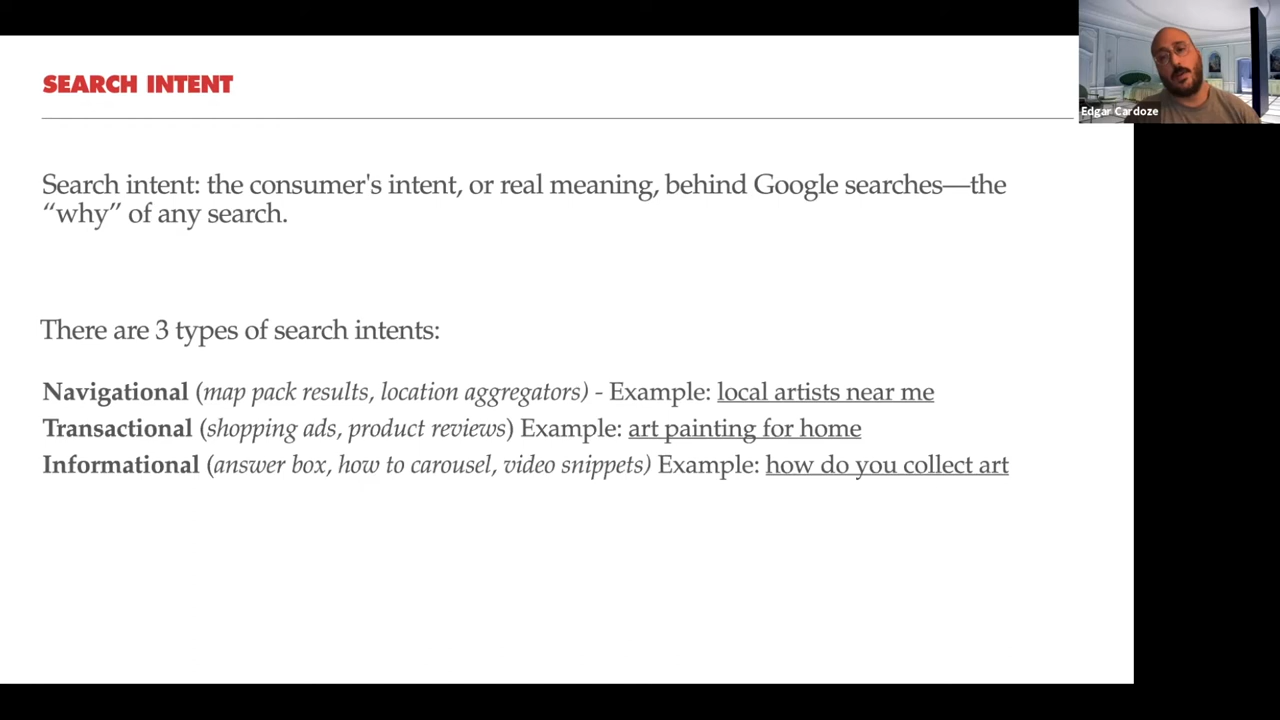 SEARCH INTENT
Edgar Cardoze
Search intent: the consumer's intent, or real meaning, behind Google searches—the
“why” of any search.
There are 3 types of search intents:
Navigational (map pack results, location aggregators) - Example: local artists near me
Transactional (shopping ads, product reviews) Example: art painting for home
Informational (answer box, how to carousel, video snippets) Example: how do you collect art